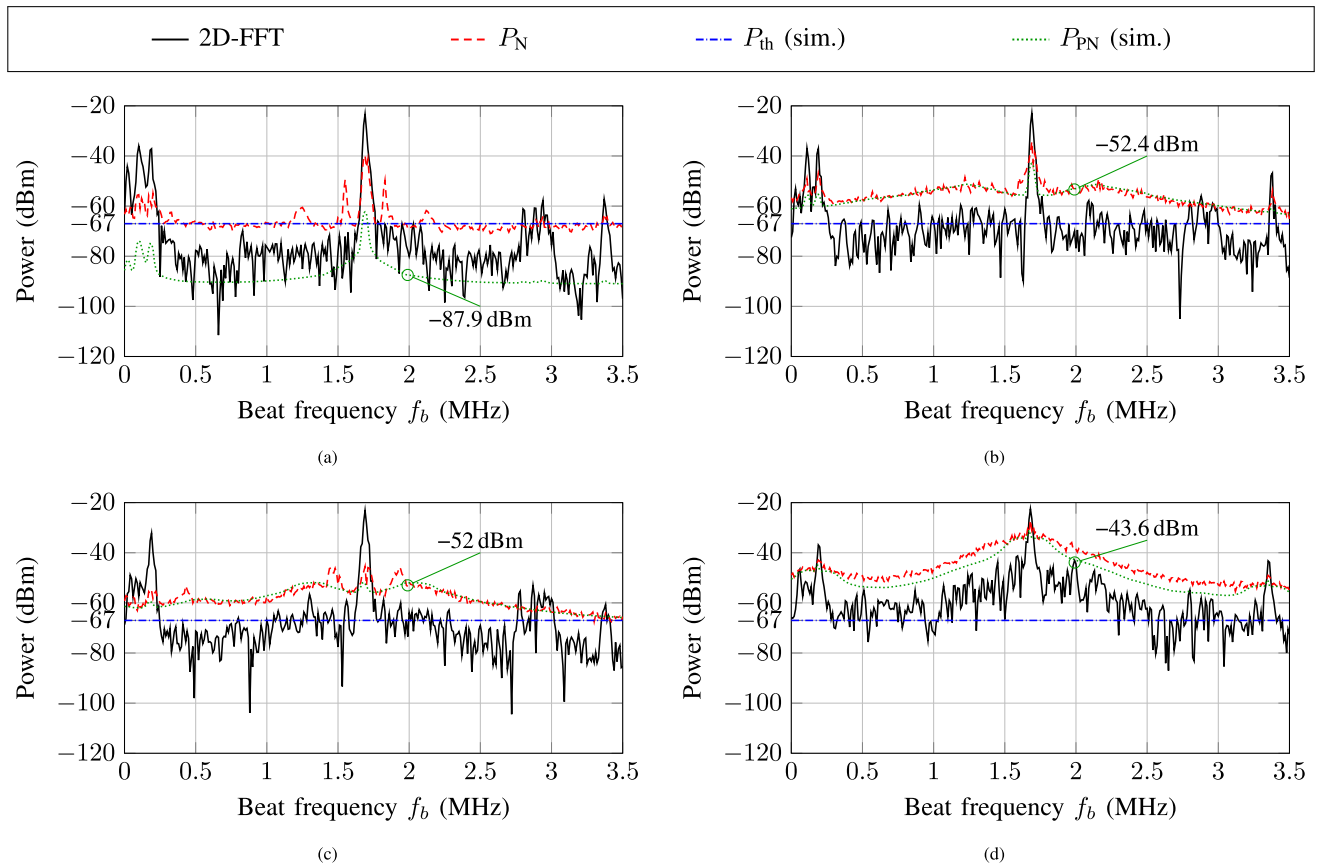 2D-FFT P_N P_th (sim.) P_PN (sim.)
−20
−40
−60
−67
−80
−100
−120
0 0.5 1 1.5 2 2.5 3 3.5
Power (dBm)
Beat frequency f_b (MHz)
−87.9 dBm
(a)
−20
−40
−60
−67
−80
−100
−120
0 0.5 1 1.5 2 2.5 3 3.5
Power (dBm)
Beat frequency f_b (MHz)
−52.4 dBm
(b)
−20
−40
−60
−67
−80
−100
−120
0 0.5 1 1.5 2 2.5 3 3.5
Power (dBm)
Beat frequency f_b (MHz)
−52 dBm
(c)
−20
−40
−60
−67
−80
−100
−120
0 0.5 1 1.5 2 2.5 3 3.5
Power (dBm)
Beat frequency f_b (MHz)
−43.6 dBm
(d)